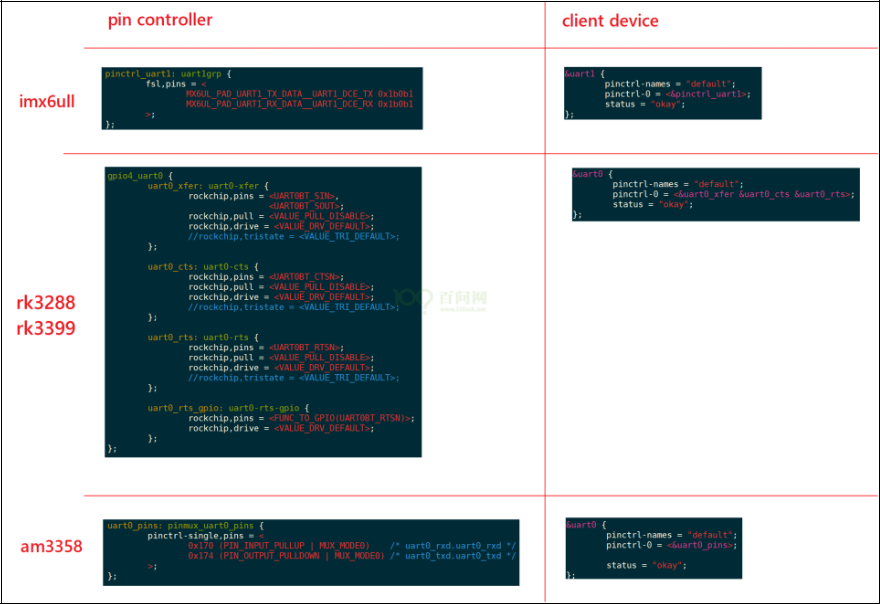 pin controller
client device
imx6ull
pinctrl_uart1: uart1grp {
fsl,pins = <
MX6UL_PAD_UART1_TX_DATA__UART1_DCE_TX 0x1b0b1
MX6UL_PAD_UART1_RX_DATA__UART1_DCE_RX 0x1b0b1
>;
};
&uart1 {
pinctrl-names = "default";
pinctrl-0 = <&pinctrl_uart1>;
status = "okay";
};
rk3288
rk3399
gpio4_uart0 {
uart0_xfer: uart0-xfer {
rockchip,pins = <UART0BT_SIN>,
<UART0BT_SOUT>;
rockchip,pull = <VALUE_PULL_DISABLE>;
rockchip,drive = <VALUE_DRV_DEFAULT>;
//rockchip,tristate = <VALUE_TRI_DEFAULT>;
};
uart0_cts: uart0-cts {
rockchip,pins = <UART0BT_CTSN>;
rockchip,pull = <VALUE_PULL_DISABLE>;
rockchip,drive = <VALUE_DRV_DEFAULT>;
//rockchip,tristate = <VALUE_TRI_DEFAULT>;
};
uart0_rts: uart0-rts {
rockchip,pins = <UART0BT_RTSN>;
rockchip,pull = <VALUE_PULL_DISABLE>;
rockchip,drive = <VALUE_DRV_DEFAULT>;
//rockchip,tristate = <VALUE_TRI_DEFAULT>;
};
uart0_rts_gpio: uart0-rts-gpio {
rockchip,pins = <FUNC_TO_GPIO(UART0BT_RTSN)>;
rockchip,drive = <VALUE_DRV_DEFAULT>;
};
};
&uart0 {
pinctrl-names = "default";
pinctrl-0 = <&uart0_xfer &uart0_cts &uart0_rts>;
status = "okay";
};
百问网
am3358
uart0_pins: pinmux_uart0_pins {
pinctrl-single,pins = <
0x170 (PIN_INPUT_PULLUP | MUX_MODE0) /* uart0_rxd.uart0_rxd */
0x174 (PIN_OUTPUT_PULLDOWN | MUX_MODE0) /* uart0_txd.uart0_txd */
>;
};
&uart0 {
pinctrl-names = "default";
pinctrl-0 = <&uart0_pins>;
status = "okay";
};